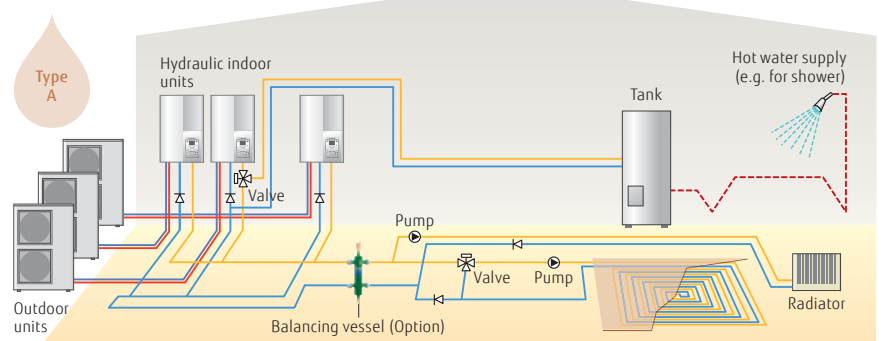 Type
A
Hydraulic indoor
units
Hot water supply
(e.g. for shower)
Tank
Valve
Pump
Valve
Pump
Outdoor
units
Balancing vessel (Option)
Radiator